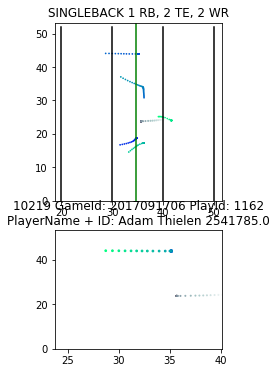 SINGLEBACK 1 RB, 2 TE, 2 WR
50
40
30
20
10
0
20 30 40 50
10219 GameId: 2017091706 PlayId: 1162
PlayerName + ID: Adam Thielen 2541785.0
40
20
0
25 30 35 40